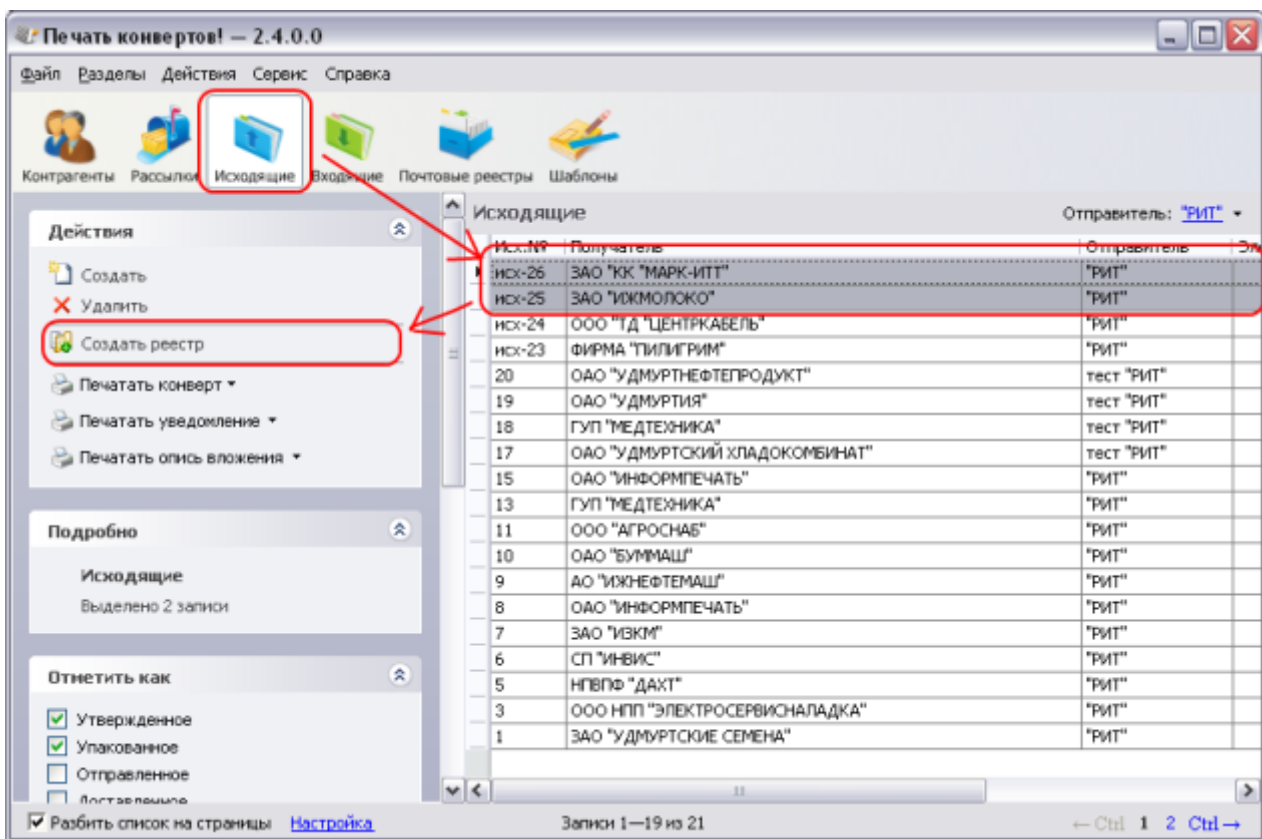 Печать конвертов! — 2.4.0.0
Файл Разделы Действия Сервис Справка
Контрагенты Рассылки Исходящие Входящие Почтовые реестры Шаблоны
Действия
Создать
Удалить
Создать реестр
Печатать конверт
Печатать уведомление
Печатать опись вложения
Подробно
Исходящие
Выделено 2 записи
Отметить как
Утвержденное
Упакованное
Отправленное
Доставленное
Исходящие Отправитель: "РИТ"
Исх.№ Получатель Отправитель
исх-26 ЗАО "КК "МАРК-ИТТ" "РИТ"
исх-25 ЗАО "ИЖМОЛОКО" "РИТ"
исх-24 ООО "ТД "ЦЕНТРКАБЕЛЬ" "РИТ"
исх-23 ФИРМА "ПИЛИГРИМ" "РИТ"
20 ОАО "УДМУРТНЕФТЕПРОДУКТ" тест "РИТ"
19 ОАО "УДМУРТИЯ" тест "РИТ"
18 ГУП "МЕДТЕХНИКА" тест "РИТ"
17 ОАО "УДМУРТСКИЙ ХЛАДОКОМБИНАТ" тест "РИТ"
15 ОАО "ИНФОРМПЕЧАТЬ" "РИТ"
13 ГУП "МЕДТЕХНИКА" "РИТ"
11 ООО "АГРОСНАБ" "РИТ"
10 ОАО "БУММАШ" "РИТ"
9 АО "ИЖНЕФТЕМАШ" "РИТ"
8 ОАО "ИНФОРМПЕЧАТЬ" "РИТ"
7 ЗАО "ИЗКМ" "РИТ"
6 СП "ИНВИС" "РИТ"
5 НПВПФ "ДАХТ" "РИТ"
3 ООО НПП "ЭЛЕКТРОСЕРВИСНАЛАДКА" "РИТ"
1 ЗАО "УДМУРТСКИЕ СЕМЕНА" "РИТ"
Разбить список на страницы Настройка Записи 1—19 из 21 ← Ctrl 1 2 Ctrl →